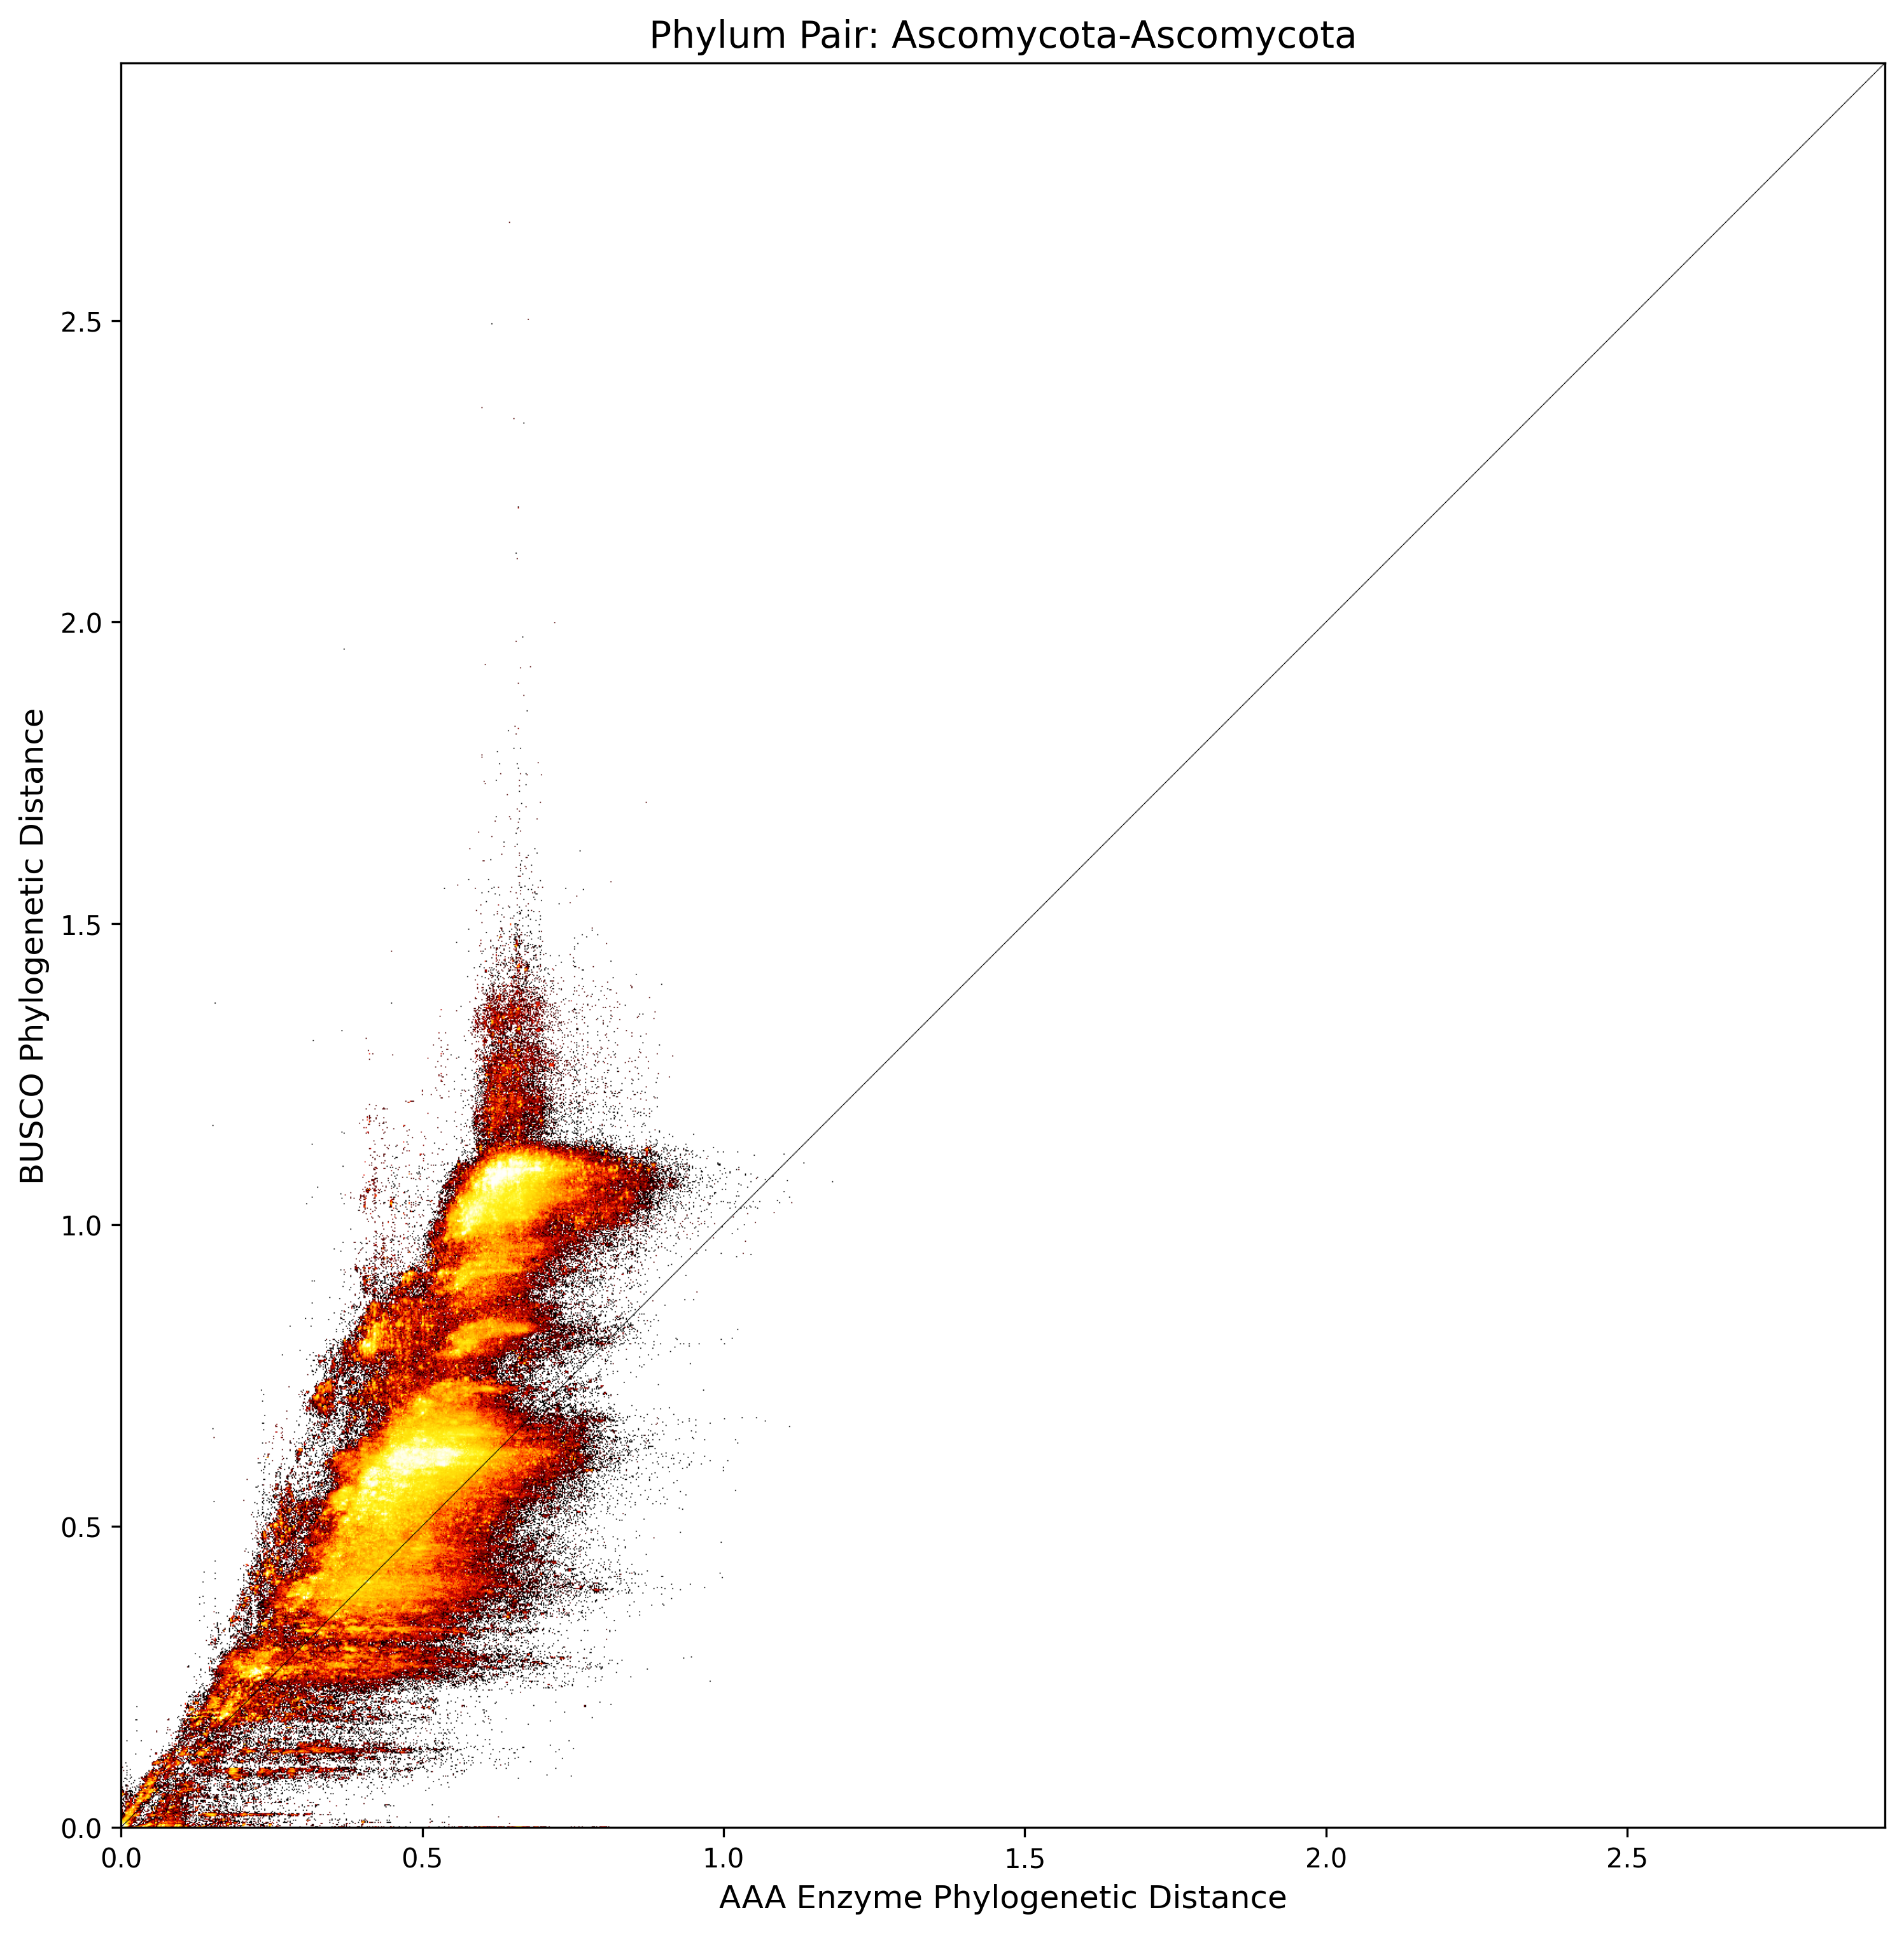 Phylum Pair: Ascomycota-Ascomycota
BUSCO Phylogenetic Distance
2.5
2.0
1.5
1.0
0.5
0.0
0.0 0.5 1.0 1.5 2.0 2.5
AAA Enzyme Phylogenetic Distance